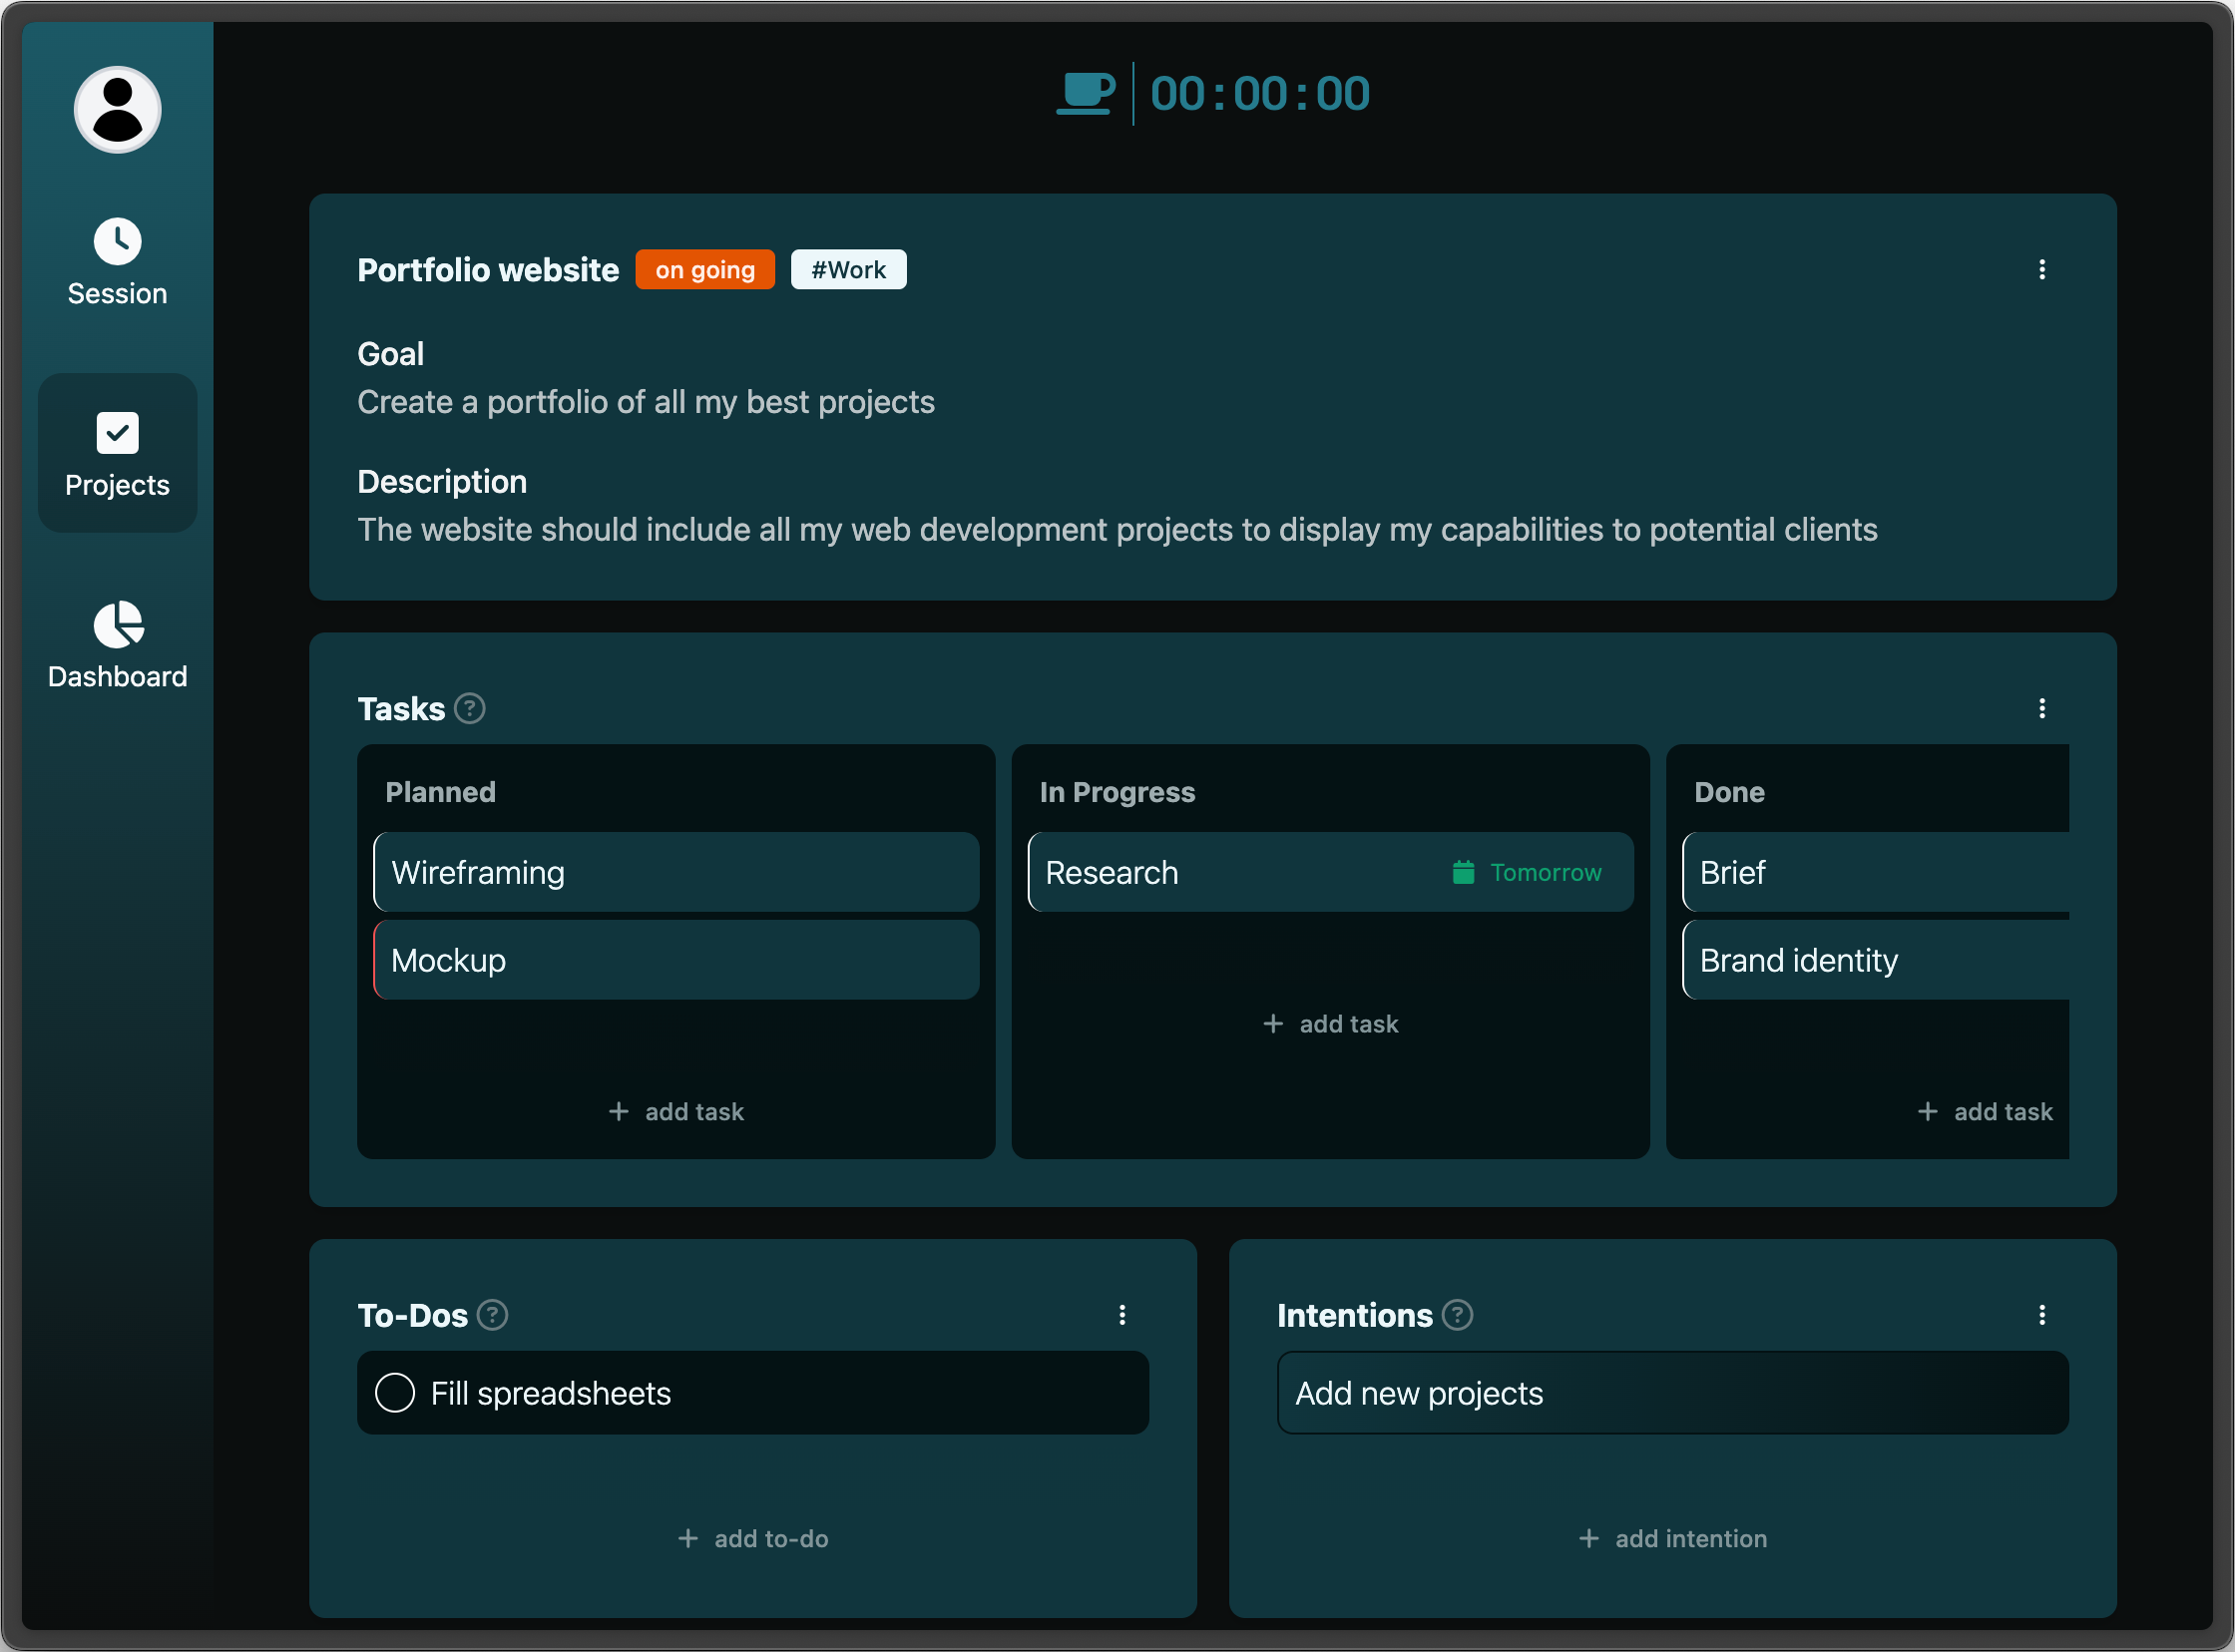 00:00:00
Session
Projects
Dashboard
Portfolio website on going #Work
Goal
Create a portfolio of all my best projects
Description
The website should include all my web development projects to display my capabilities to potential clients
Tasks ?
Planned
Wireframing
Mockup
+ add task
In Progress
Research Tomorrow
+ add task
Done
Brief
Brand identity
+ add task
To-Dos ?
Fill spreadsheets
+ add to-do
Intentions ?
Add new projects
+ add intention